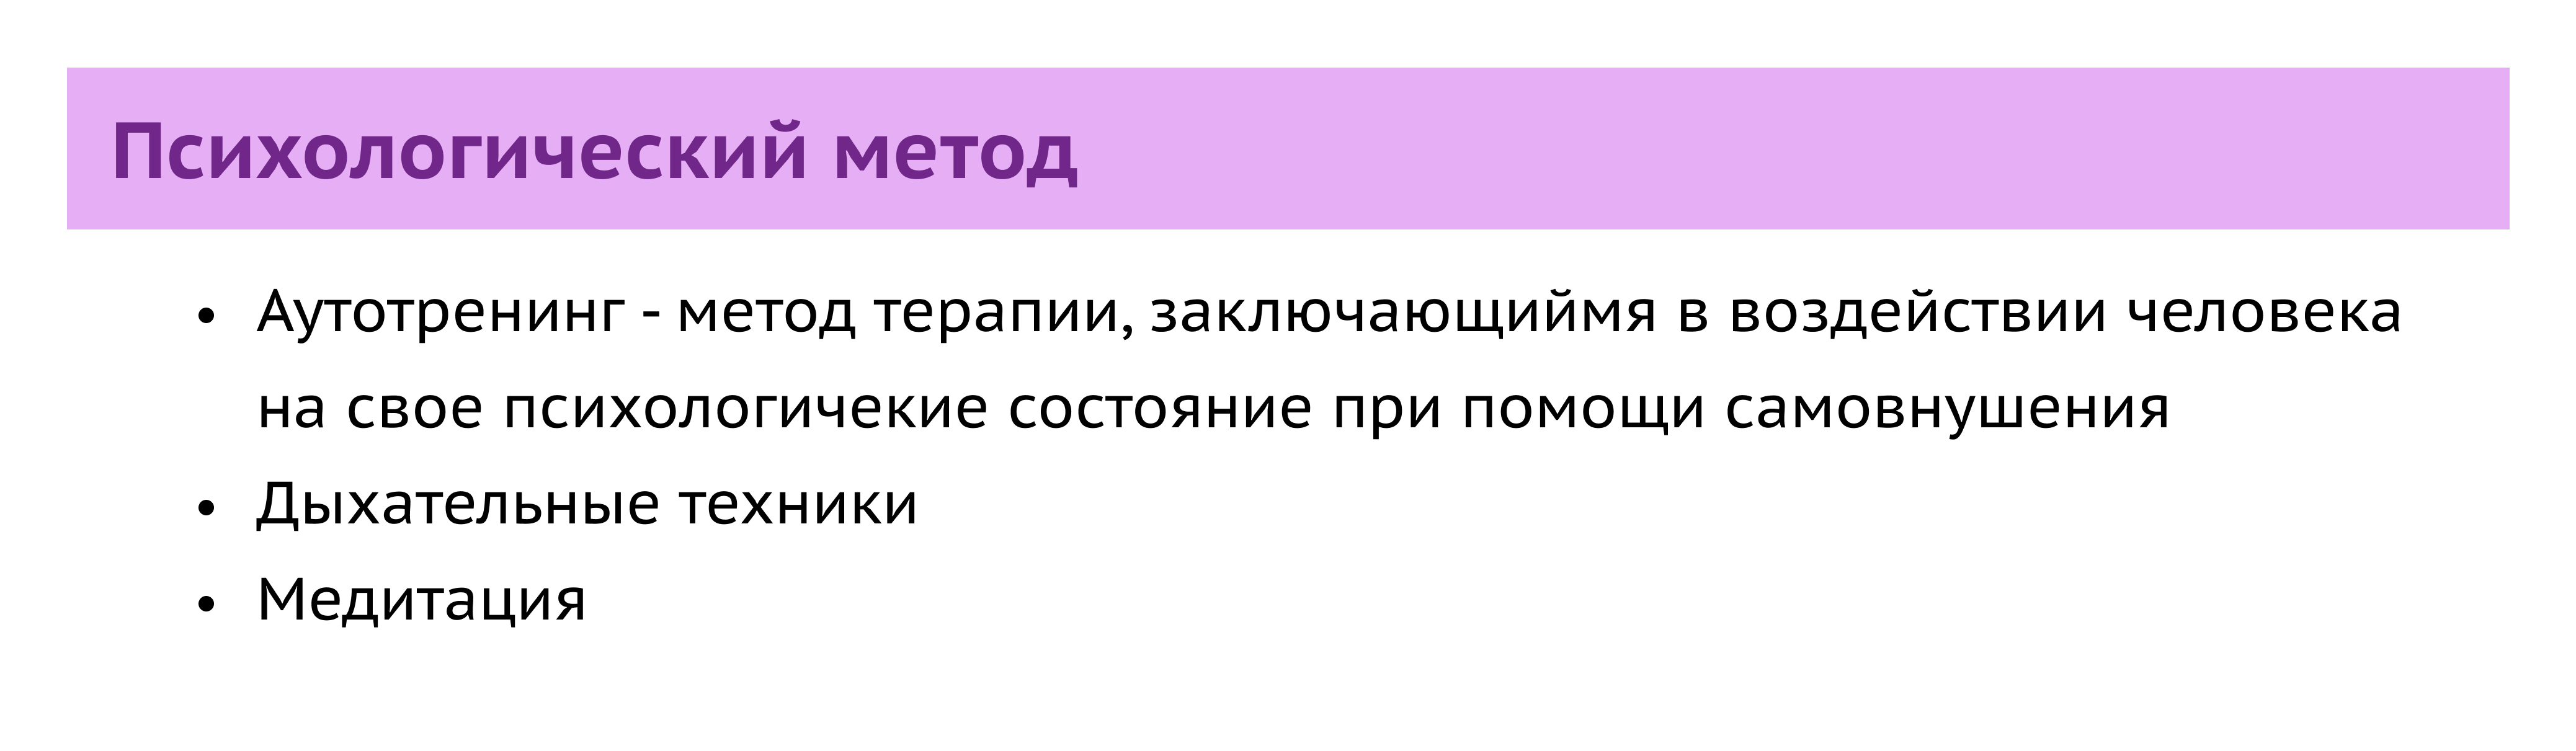 Психологический метод
• Аутотренинг - метод терапии, заключающиймя в воздействии человека
на свое психологичекие состояние при помощи самовнушения
• Дыхательные техники
• Медитация